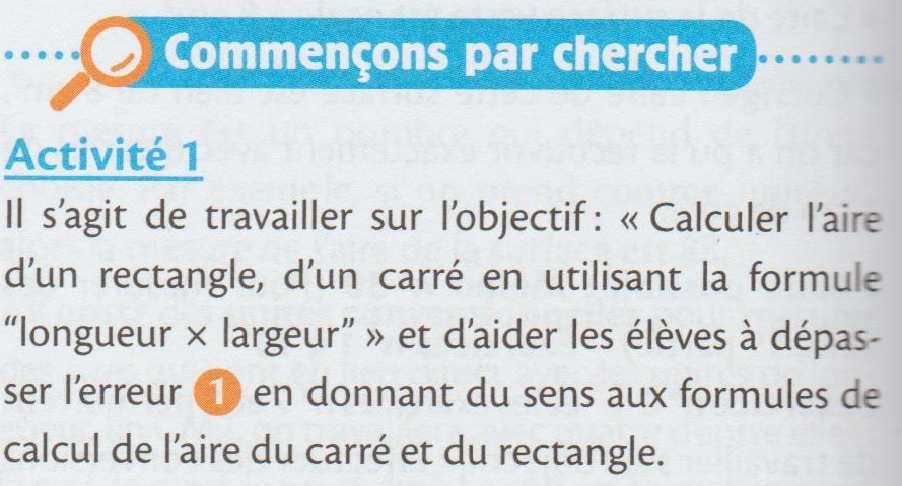 Commençons par chercher
Activité 1
Il s'agit de travailler sur l'objectif : « Calculer l'aire
d'un rectangle, d'un carré en utilisant la formule
“longueur × largeur” » et d'aider les élèves à dépas-
ser l'erreur 1 en donnant du sens aux formules de
calcul de l'aire du carré et du rectangle.